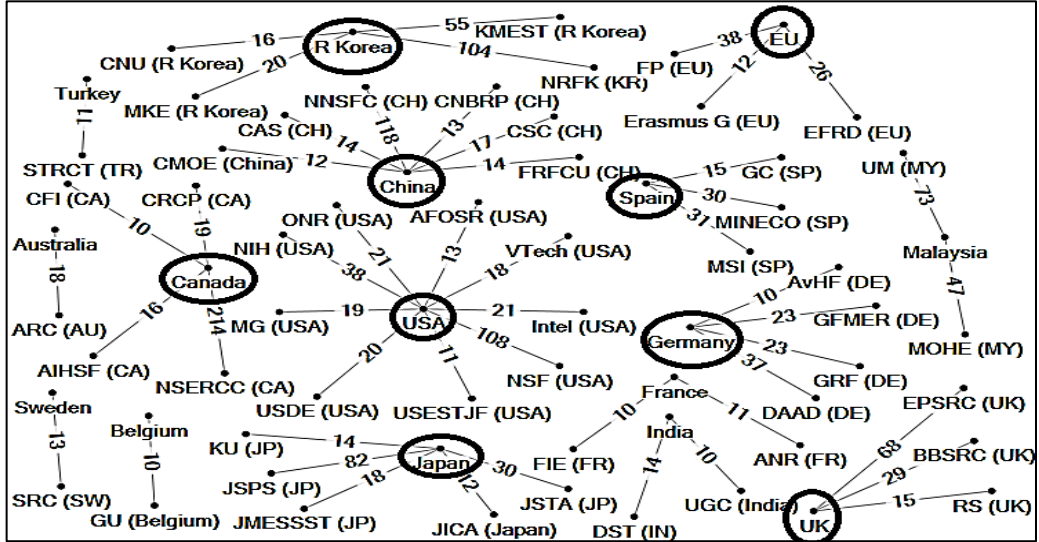 55
KMEST (R Korea)
16
R Korea
CNU (R Korea)
104
20
NRFK (KR)
MKE (R Korea)
EU
38
FP (EU)
12
26
Erasmus G (EU)
EFRD (EU)
Turkey
11
STRCT (TR)
NNSFC (CH)
CNBRP (CH)
CAS (CH)
118
13
CSC (CH)
14
17
CMOE (China)
12
14
FRFCU (CH)
China
15
GC (SP)
Spain
30
MINECO (SP)
31
MSI (SP)
UM (MY)
73
Malaysia
47
MOHE (MY)
CFI (CA)
CRCP (CA)
10
19
Canada
16
214
AIHSF (CA)
NSERCC (CA)
Australia
18
ARC (AU)
ONR (USA)
AFOSR (USA)
NIH (USA)
VTech (USA)
21
13
38
18
19
21
MG (USA)
USA
Intel (USA)
20
11
108
NSF (USA)
USDE (USA)
USESTJF (USA)
AvHF (DE)
10
23
GFMER (DE)
Germany
23
GRF (DE)
37
DAAD (DE)
France
10
11
FIE (FR)
ANR (FR)
India
14
10
DST (IN)
UGC (India)
EPSRC (UK)
68
BBSRC (UK)
29
15
RS (UK)
UK
Sweden
13
SRC (SW)
Belgium
10
GU (Belgium)
KU (JP)
14
82
Japan
30
JSPS (JP)
18
12
JSTA (JP)
JMESSST (JP)
JICA (Japan)